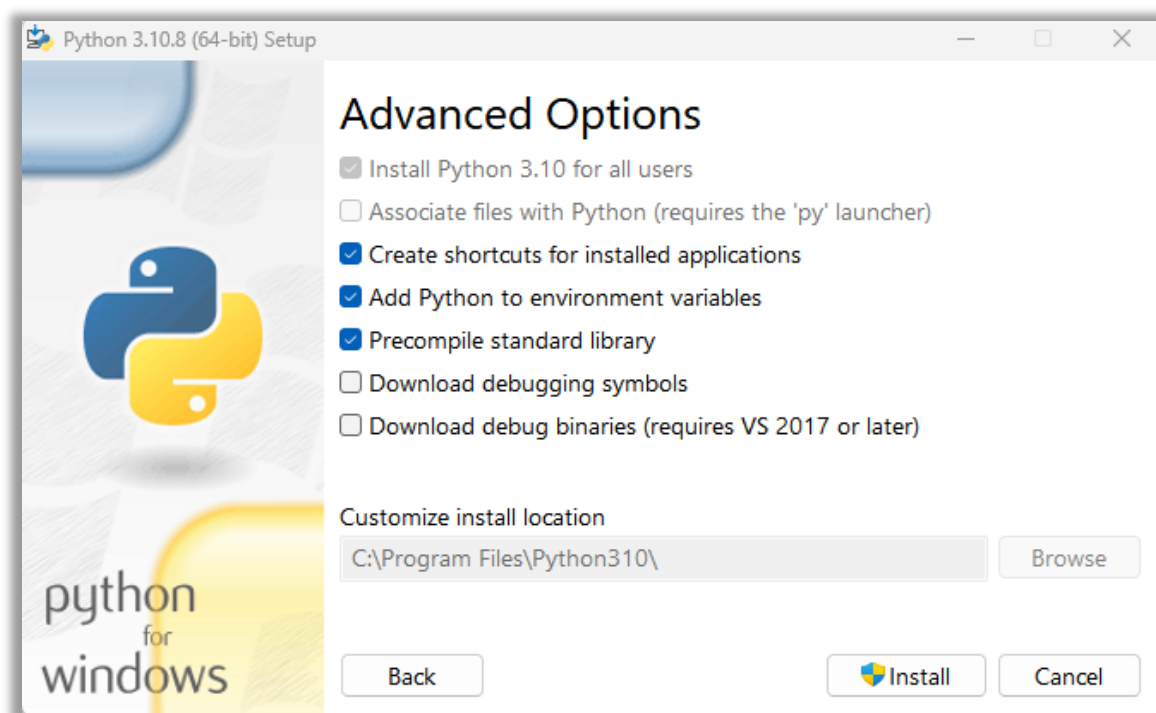 Python 3.10.8 (64-bit) Setup
Advanced Options
Install Python 3.10 for all users
Associate files with Python (requires the 'py' launcher)
Create shortcuts for installed applications
Add Python to environment variables
Precompile standard library
Download debugging symbols
Download debug binaries (requires VS 2017 or later)
Customize install location
C:\Program Files\Python310\
Browse
python
for
windows
Back
Install
Cancel